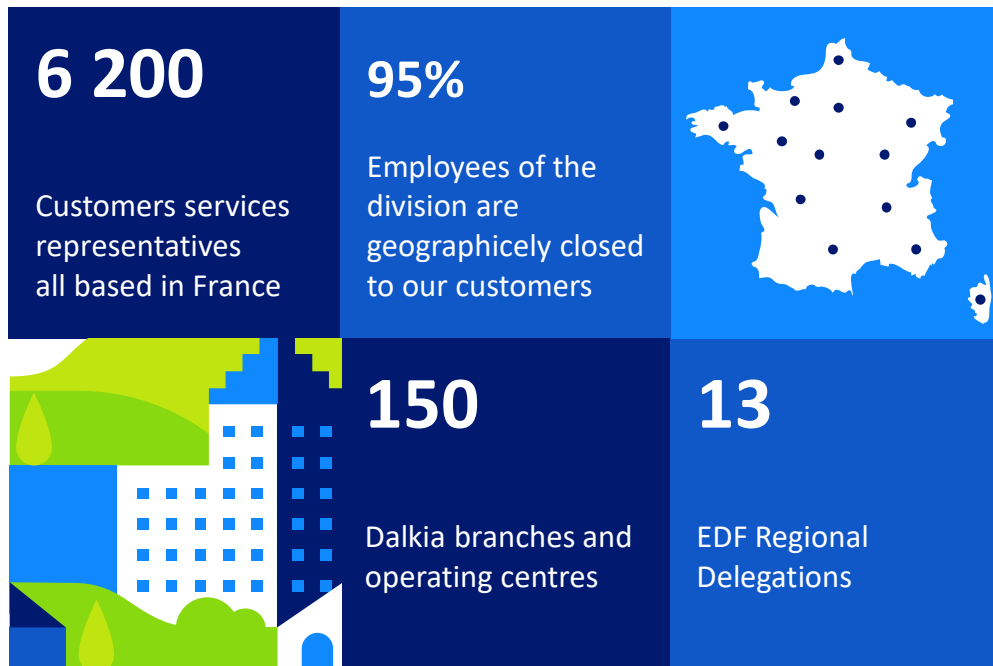 6 200
Customers services
representatives
all based in France
95%
Employees of the
division are
geographicely closed
to our customers
150
Dalkia branches and
operating centres
13
EDF Regional
Delegations